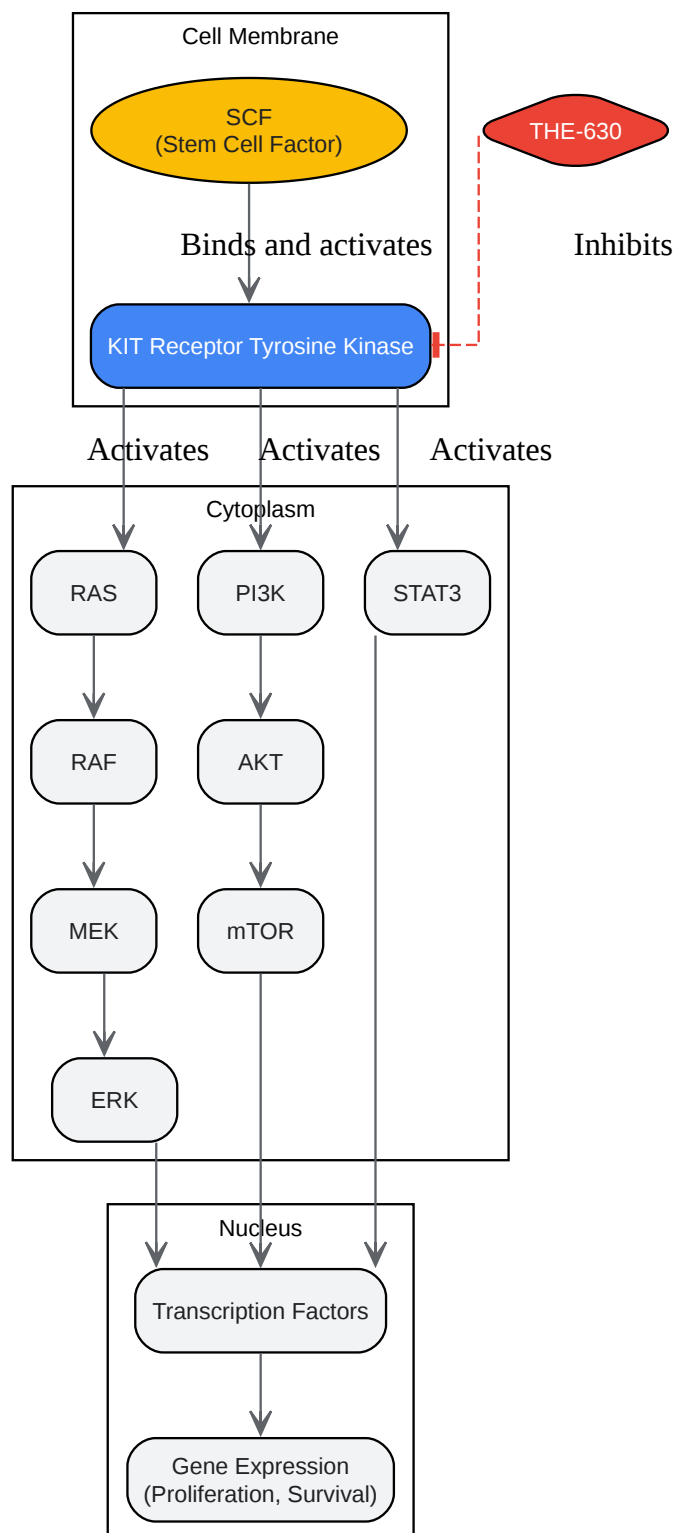 Cell Membrane
SCF
(Stem Cell Factor)
THE-630
Binds and activates
Inhibits
KIT Receptor Tyrosine Kinase
Activates
Activates
Activates
Cytoplasm
RAS
PI3K
STAT3
RAF
AKT
MEK
mTOR
ERK
Nucleus
Transcription Factors
Gene Expression
(Proliferation, Survival)